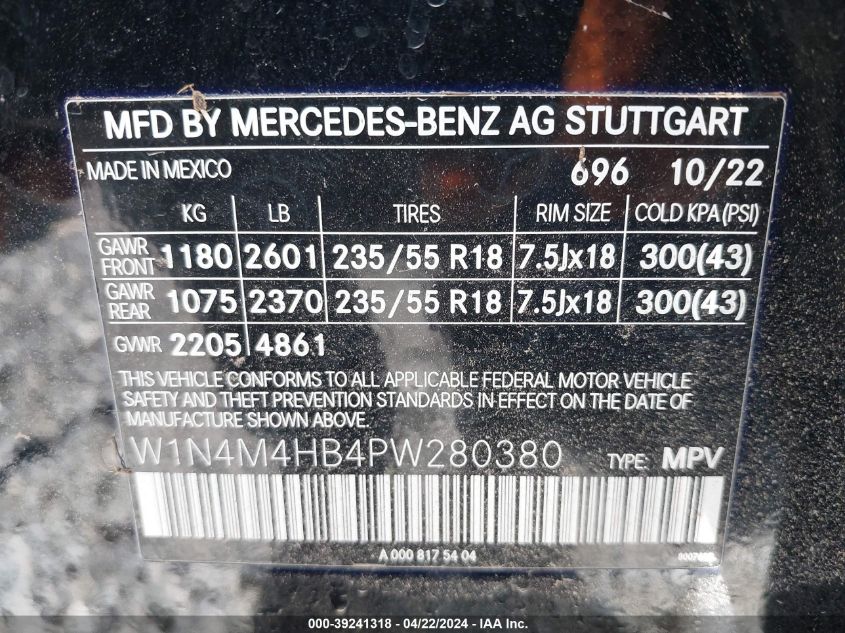 MFD BY MERCEDES-BENZ AG STUTTGART
MADE IN MEXICO 696 10/22
KG LB TIRES RIM SIZE COLD KPA(PSI)
GAWR FRONT 1180 2601 235/55 R18 7.5Jx18 300(43)
GAWR REAR 1075 2370 235/55 R18 7.5Jx18 300(43)
GVWR 2205 4861
THIS VEHICLE CONFORMS TO ALL APPLICABLE FEDERAL MOTOR VEHICLE
SAFETY AND THEFT PREVENTION STANDARDS IN EFFECT ON THE DATE OF
MANUFACTURE SHOWN ABOVE.
W1N4M4HB4PW280380 TYPE: MPV
A 000 817 54 04
000-39241318 - 04/22/2024 - IAAI Inc.